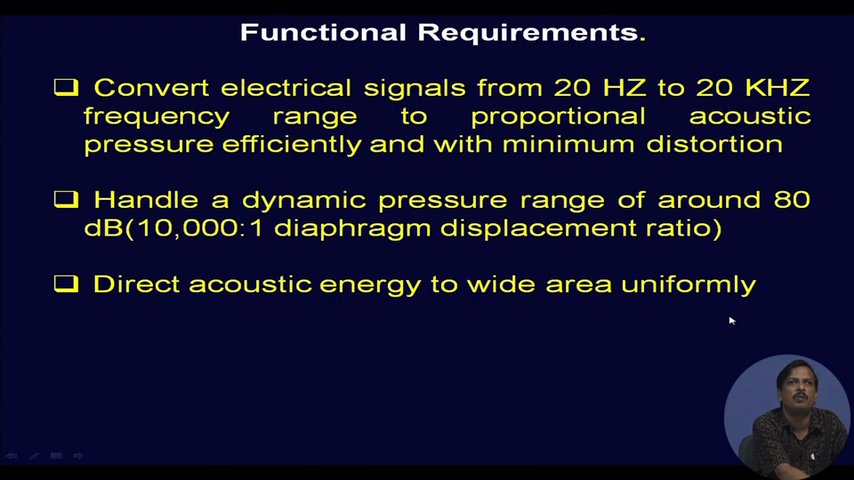 Functional Requirements.
Convert electrical signals from 20 HZ to 20 KHZ
frequency range to proportional acoustic
pressure efficiently and with minimum distortion
Handle a dynamic pressure range of around 80
dB(10,000:1 diaphragm displacement ratio)
Direct acoustic energy to wide area uniformly